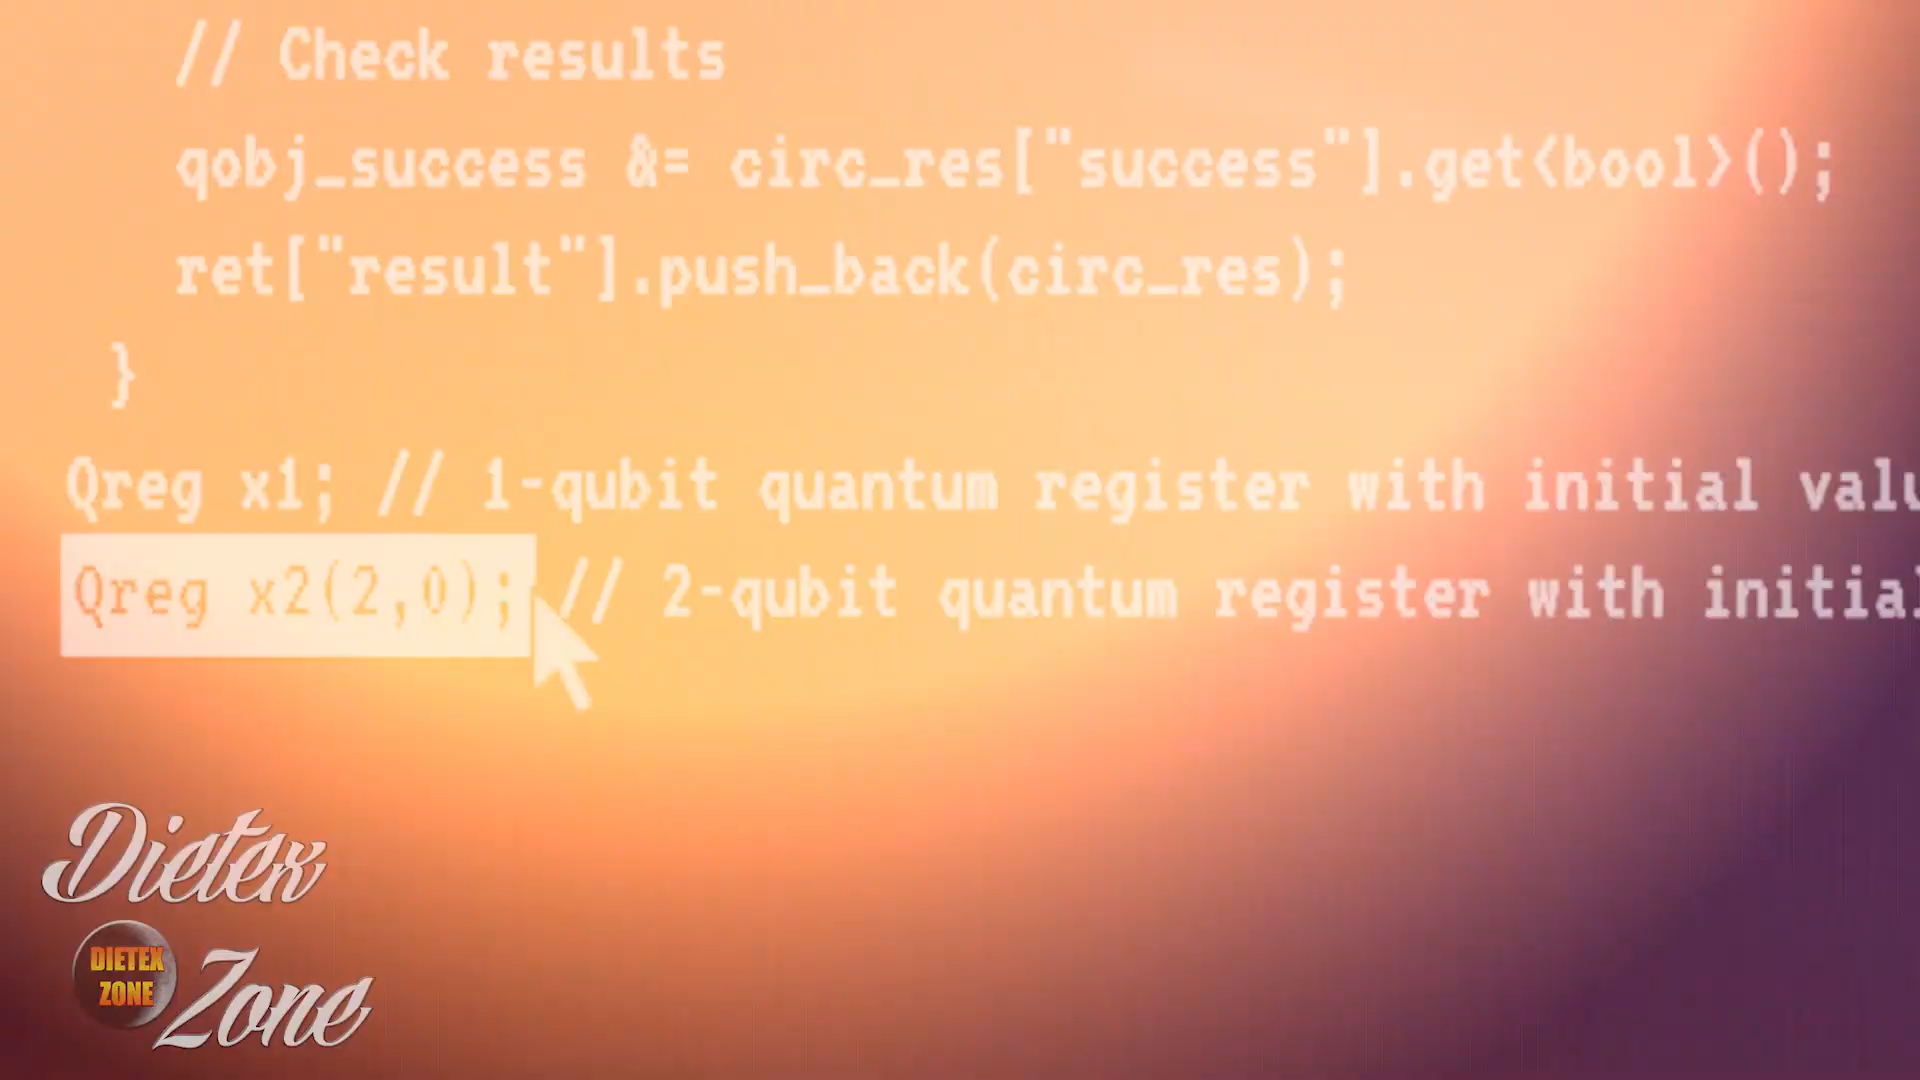 // Check results
qobj_success &= circ_res["success"].get<bool>();
ret["result"].push_back(circ_res);
}
Qreg x1; // 1-qubit quantum register with initial
Qreg x2(2,0); // 2-qubit quantum register with
Dietex
Zone
DIETEX
ZONE